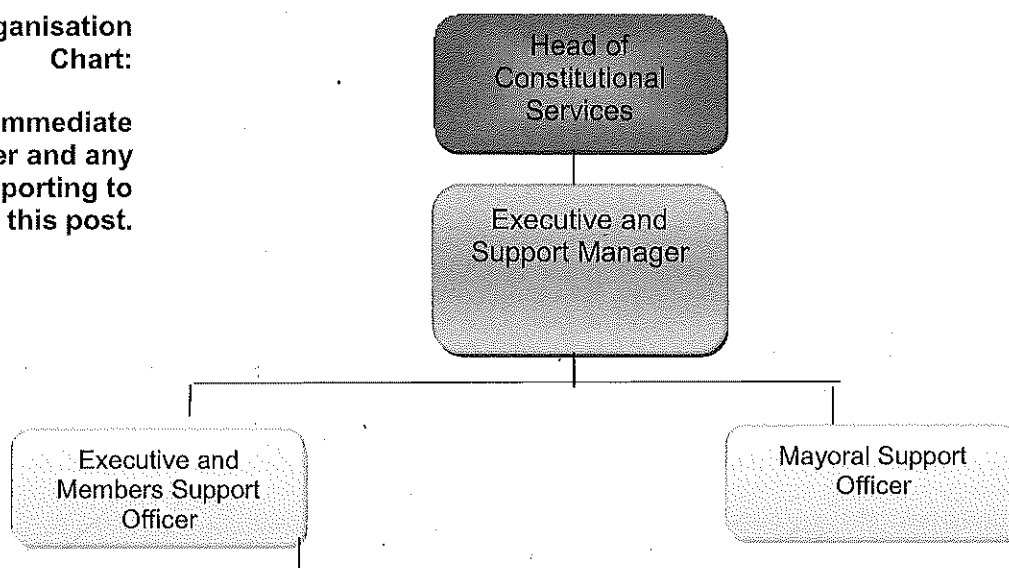 ganisation
Chart:
mmediate
er and any
porting to
this post.
Head of
Constitutional
Services
Executive and
Support Manager
Executive and
Members Support
Officer
Mayoral Support
Officer